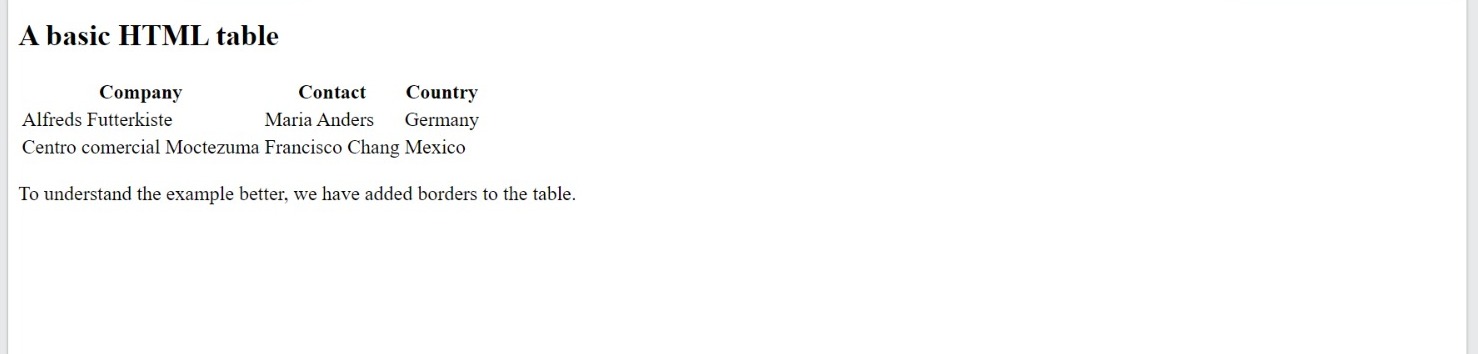 A basic HTML table
Company Contact Country
Alfreds Futterkiste Maria Anders Germany
Centro comercial Moctezuma Francisco Chang Mexico
To understand the example better, we have added borders to the table.